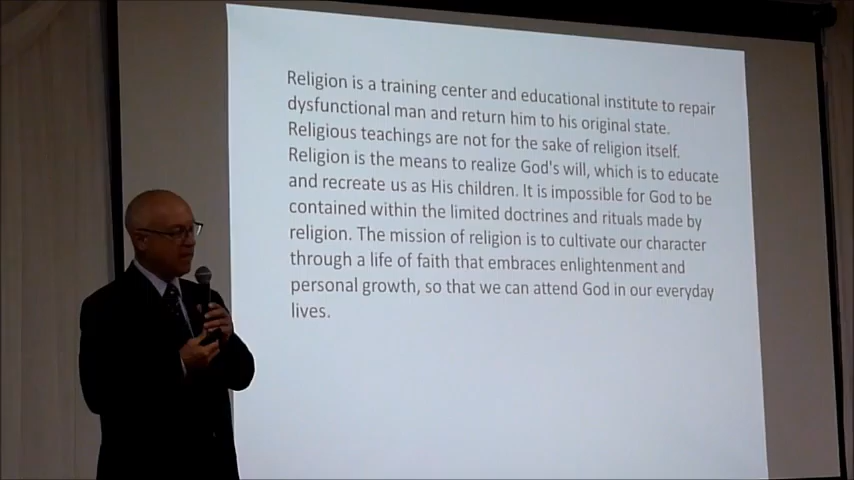 Religion is a training center and educational institute to repair
dysfunctional man and return him to his original state.
Religious teachings are not for the sake of religion itself.
Religion is the means to realize God's will, which is to educate
and recreate us as His children. It is impossible for God to be
contained within the limited doctrines and rituals made by
religion. The mission of religion is to cultivate our character
through a life of faith that embraces enlightenment and
personal growth, so that we can attend God in our everyday
lives.